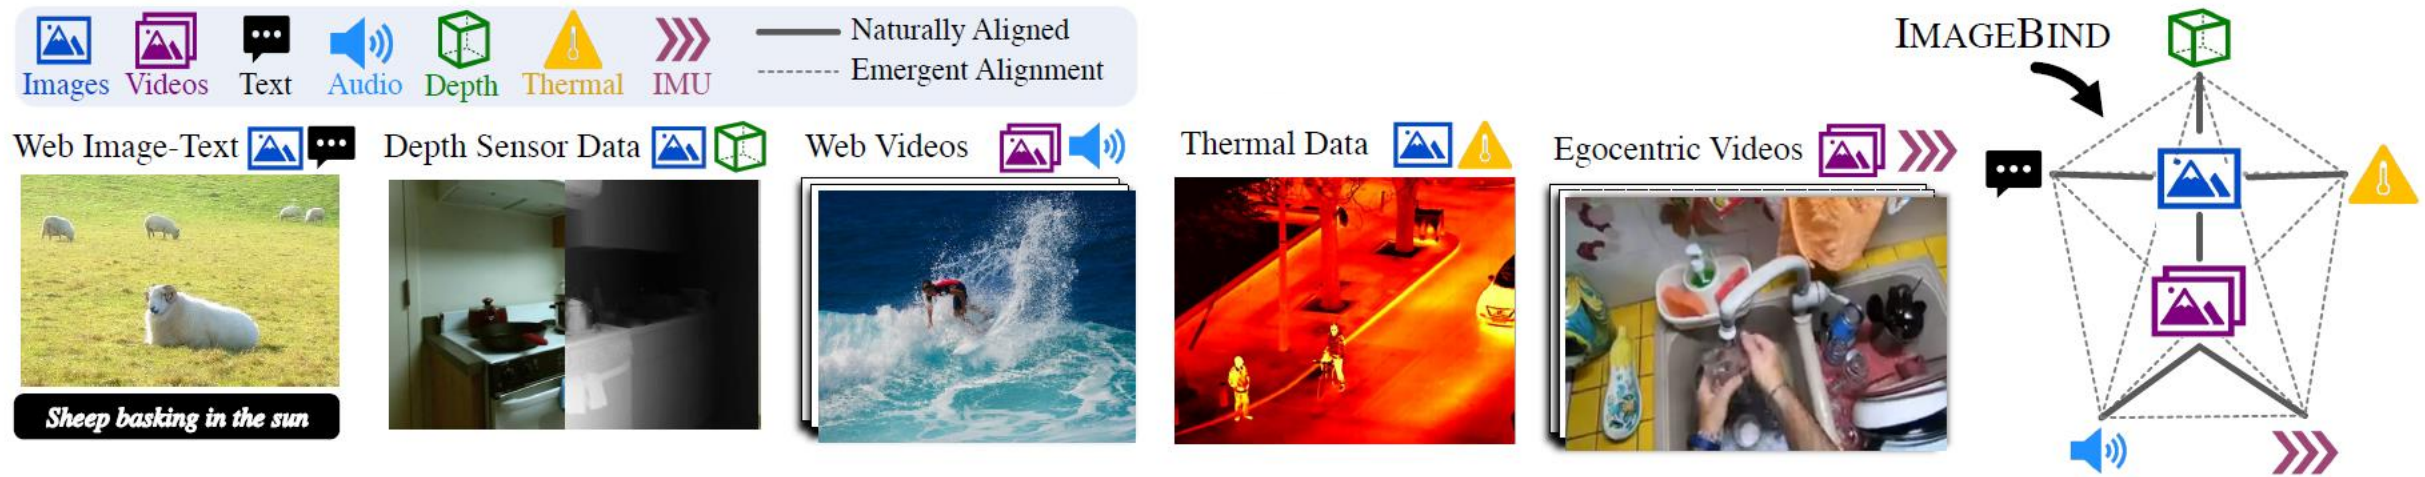 Images Videos Text Audio Depth Thermal IMU
Naturally Aligned
Emergent Alignment
IMAGEBIND
Web Image-Text
Depth Sensor Data
Web Videos
Thermal Data
Egocentric Videos
Sheep basking in the sun